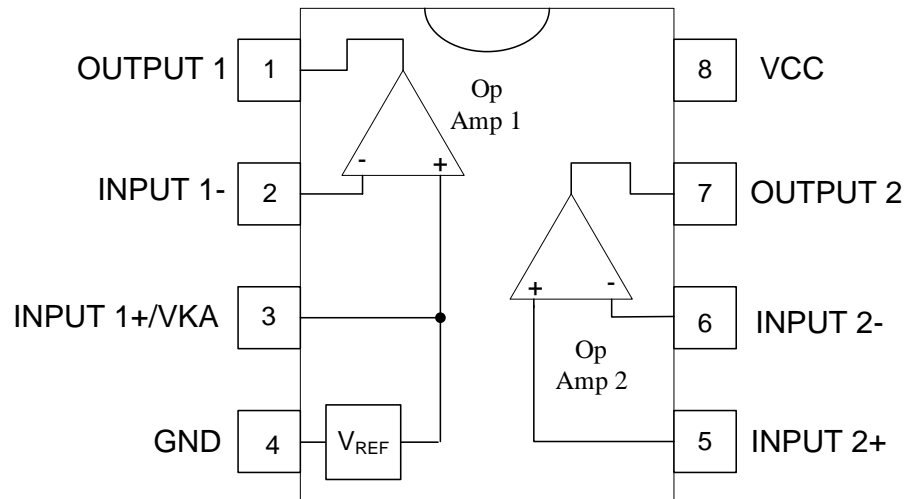 OUTPUT 1
1
INPUT 1-
2
INPUT 1+/VKA
3
GND
4
VREF
Op
Amp 1
-
+
8
VCC
7
OUTPUT 2
6
INPUT 2-
5
INPUT 2+
+
-
Op
Amp 2